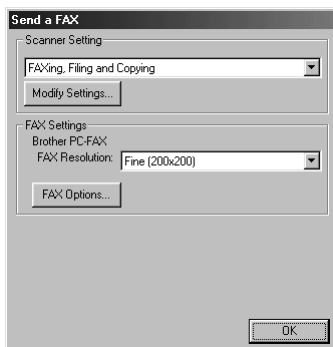 Send a FAX
Scanner Setting
FAXing, Filing and Copying
Modify Settings...
FAX Settings
Brother PC-FAX
FAX Resolution: Fine (200x200)
FAX Options...
OK